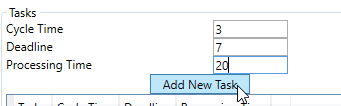 Tasks
Cycle Time 3
Deadline 7
Processing Time 20
Add New Task